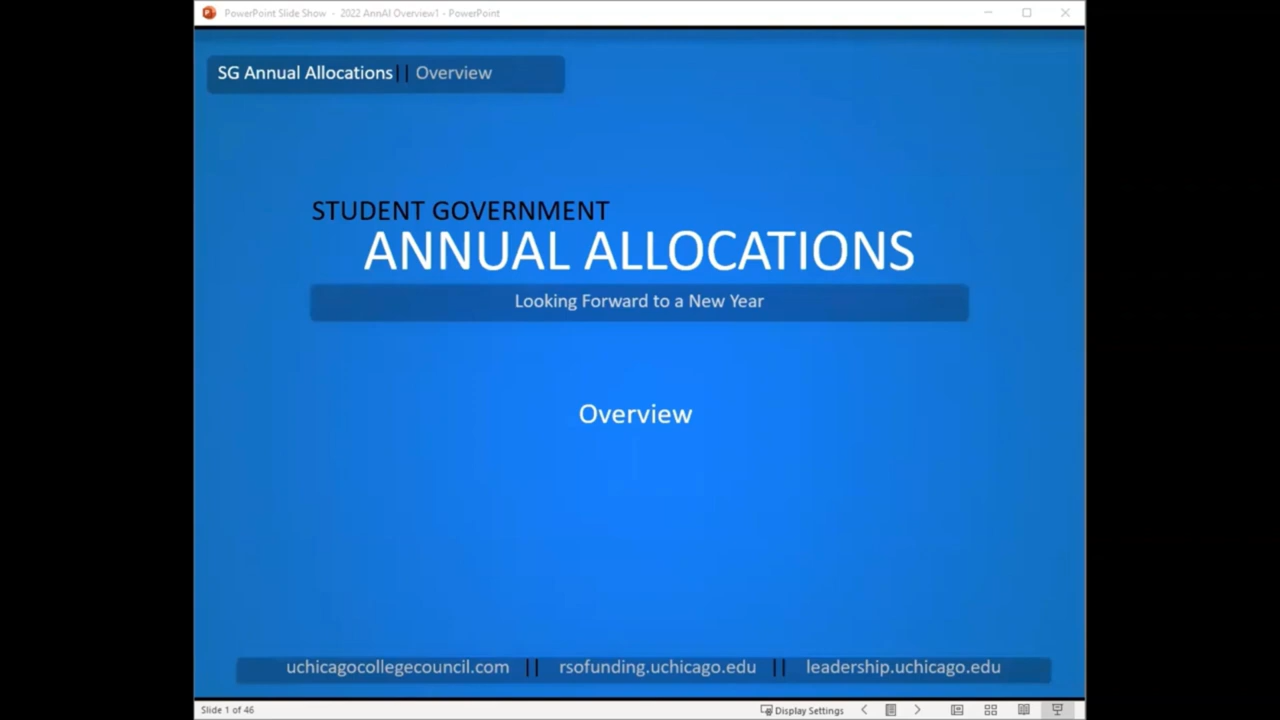 PowerPoint Slide Show - 2022 AnnAl Overview1 - PowerPoint
SG Annual Allocations || Overview
STUDENT GOVERNMENT
ANNUAL ALLOCATIONS
Looking Forward to a New Year
Overview
uchicagocollegecouncil.com || rsofunding.uchicago.edu || leadership.uchicago.edu
Slide 1 of 46 Display Settings